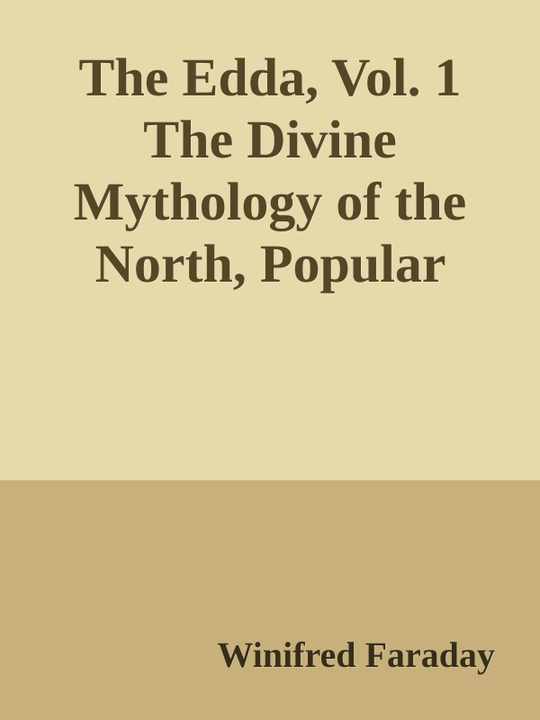 The Edda, Vol. 1
The Divine
Mythology of the
North, Popular
Winifred Faraday